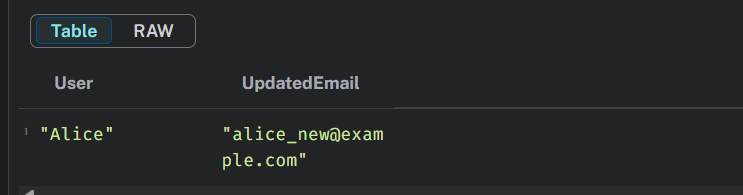 Table RAW
User UpdatedEmail
1 "Alice" "alice_new@exam
ple.com"